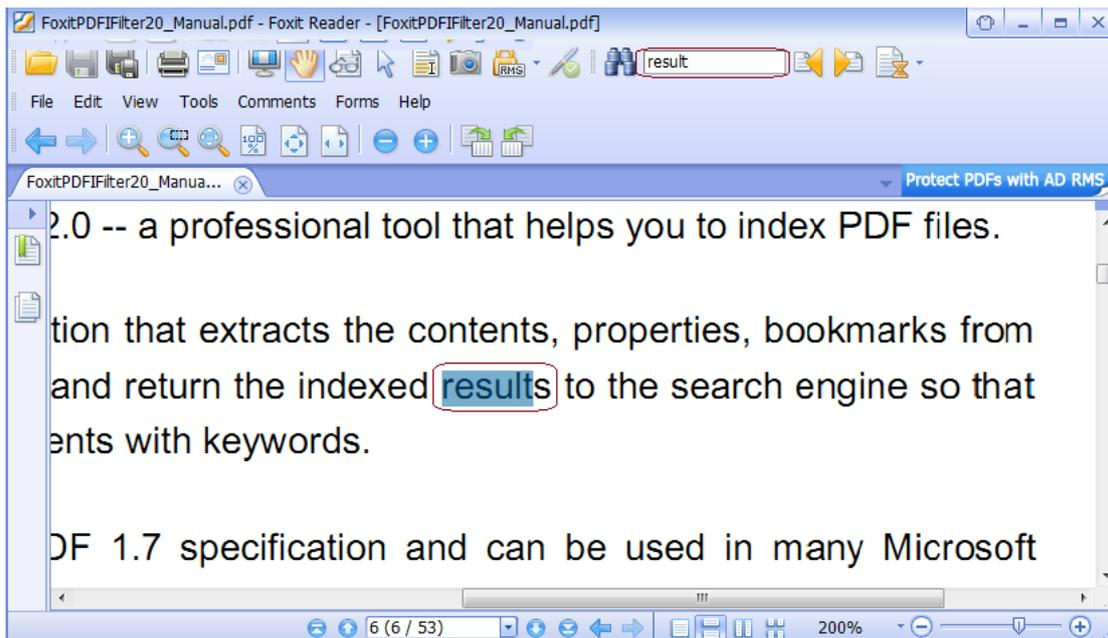 FoxitPDFIFilter20_Manual.pdf - Foxit Reader - [FoxitPDFIFilter20_Manual.pdf]
RMS result
File Edit View Tools Comments Forms Help
100 %
FoxitPDFIFilter20_Manua... Protect PDFs with AD RMS
2.0 -- a professional tool that helps you to index PDF files.
tion that extracts the contents, properties, bookmarks from
and return the indexed results to the search engine so that
ents with keywords.
DF 1.7 specification and can be used in many Microsoft
6 (6 / 53) 200%